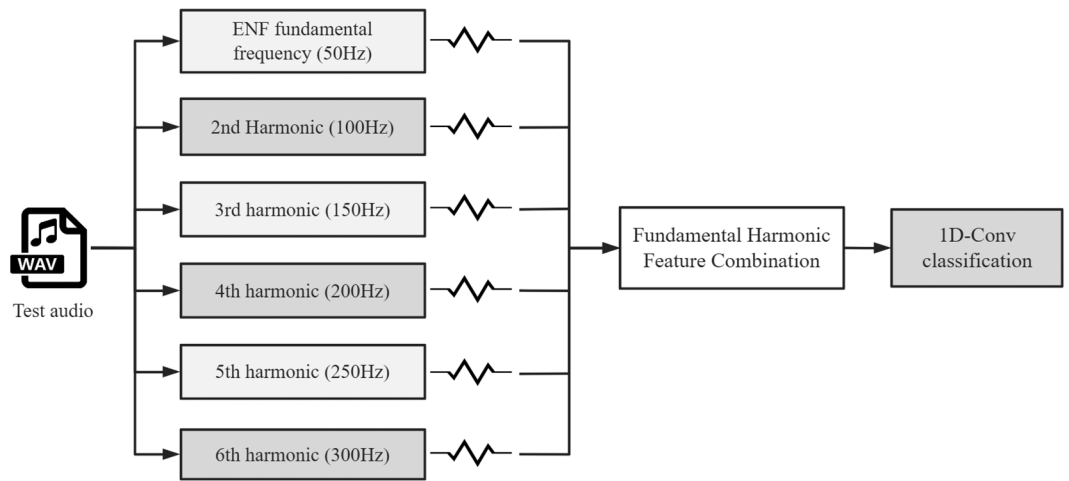 ENF fundamental
frequency (50Hz)
2nd Harmonic (100Hz)
3rd harmonic (150Hz)
4th harmonic (200Hz)
5th harmonic (250Hz)
6th harmonic (300Hz)
WAV
Test audio
Fundamental Harmonic
Feature Combination
1D-Conv
classification